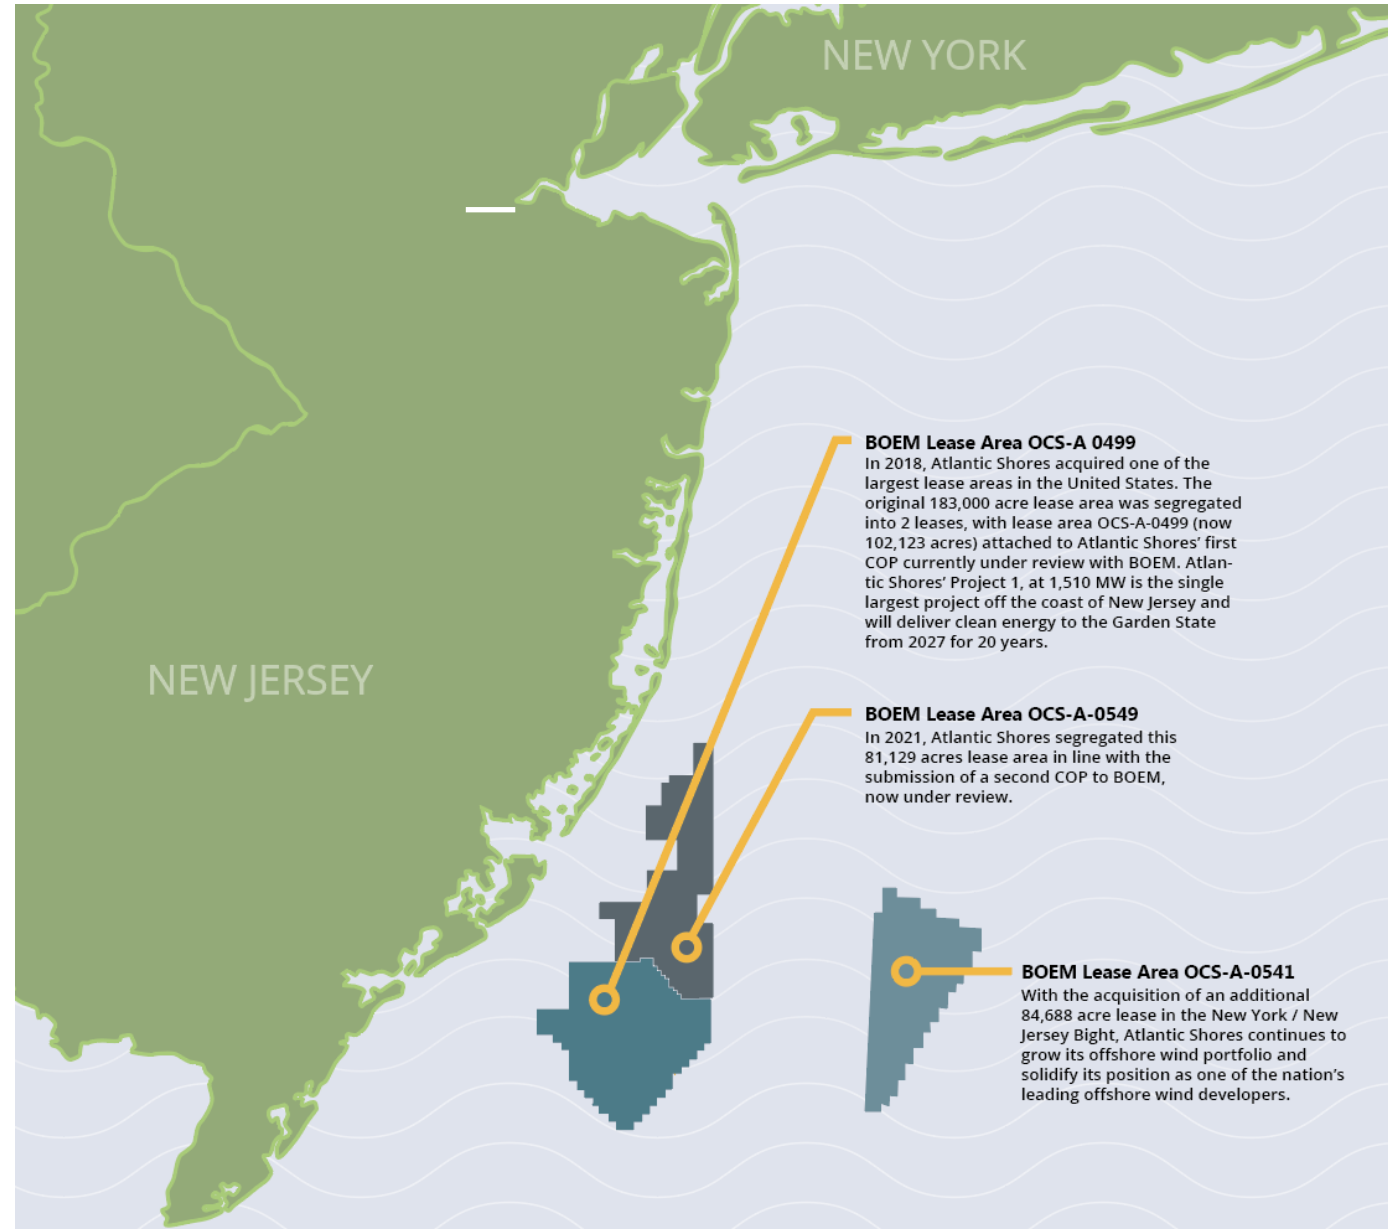 NEW YORK
BOEM Lease Area OCS-A 0499
In 2018, Atlantic Shores acquired one of the
largest lease areas in the United States. The
original 183,000 acre lease area was segregated
into 2 leases, with lease area OCS-A-0499 (now
102,123 acres) attached to Atlantic Shores’ first
COP currently under review with BOEM. Atlan-
tic Shores’ Project 1, at 1,510 MW is the single
largest project off the coast of New Jersey and
will deliver clean energy to the Garden State
from 2027 for 20 years.
NEW JERSEY
BOEM Lease Area OCS-A-0549
In 2021, Atlantic Shores segregated this
81,129 acres lease area in line with the
submission of a second COP to BOEM,
now under review.
BOEM Lease Area OCS-A-0541
With the acquisition of an additional
84,688 acre lease in the New York / New
Jersey Bight, Atlantic Shores continues to
grow its offshore wind portfolio and
solidify its position as one of the nation’s
leading offshore wind developers.